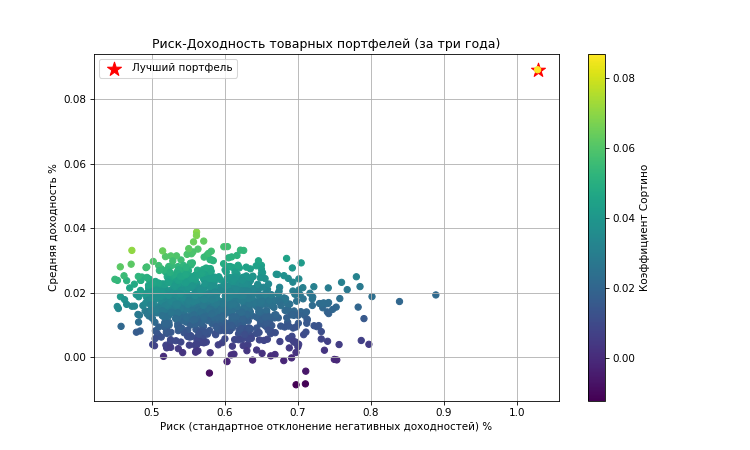 Риск-Доходность товарных портфелей (за три года)
Лучший портфель
Средняя доходность %
0.08
0.06
0.04
0.02
0.00
0.5 0.6 0.7 0.8 0.9 1.0
Риск (стандартное отклонение негативных доходностей) %
0.08
0.06
0.04
0.02
0.00
Коэффициент Сортино